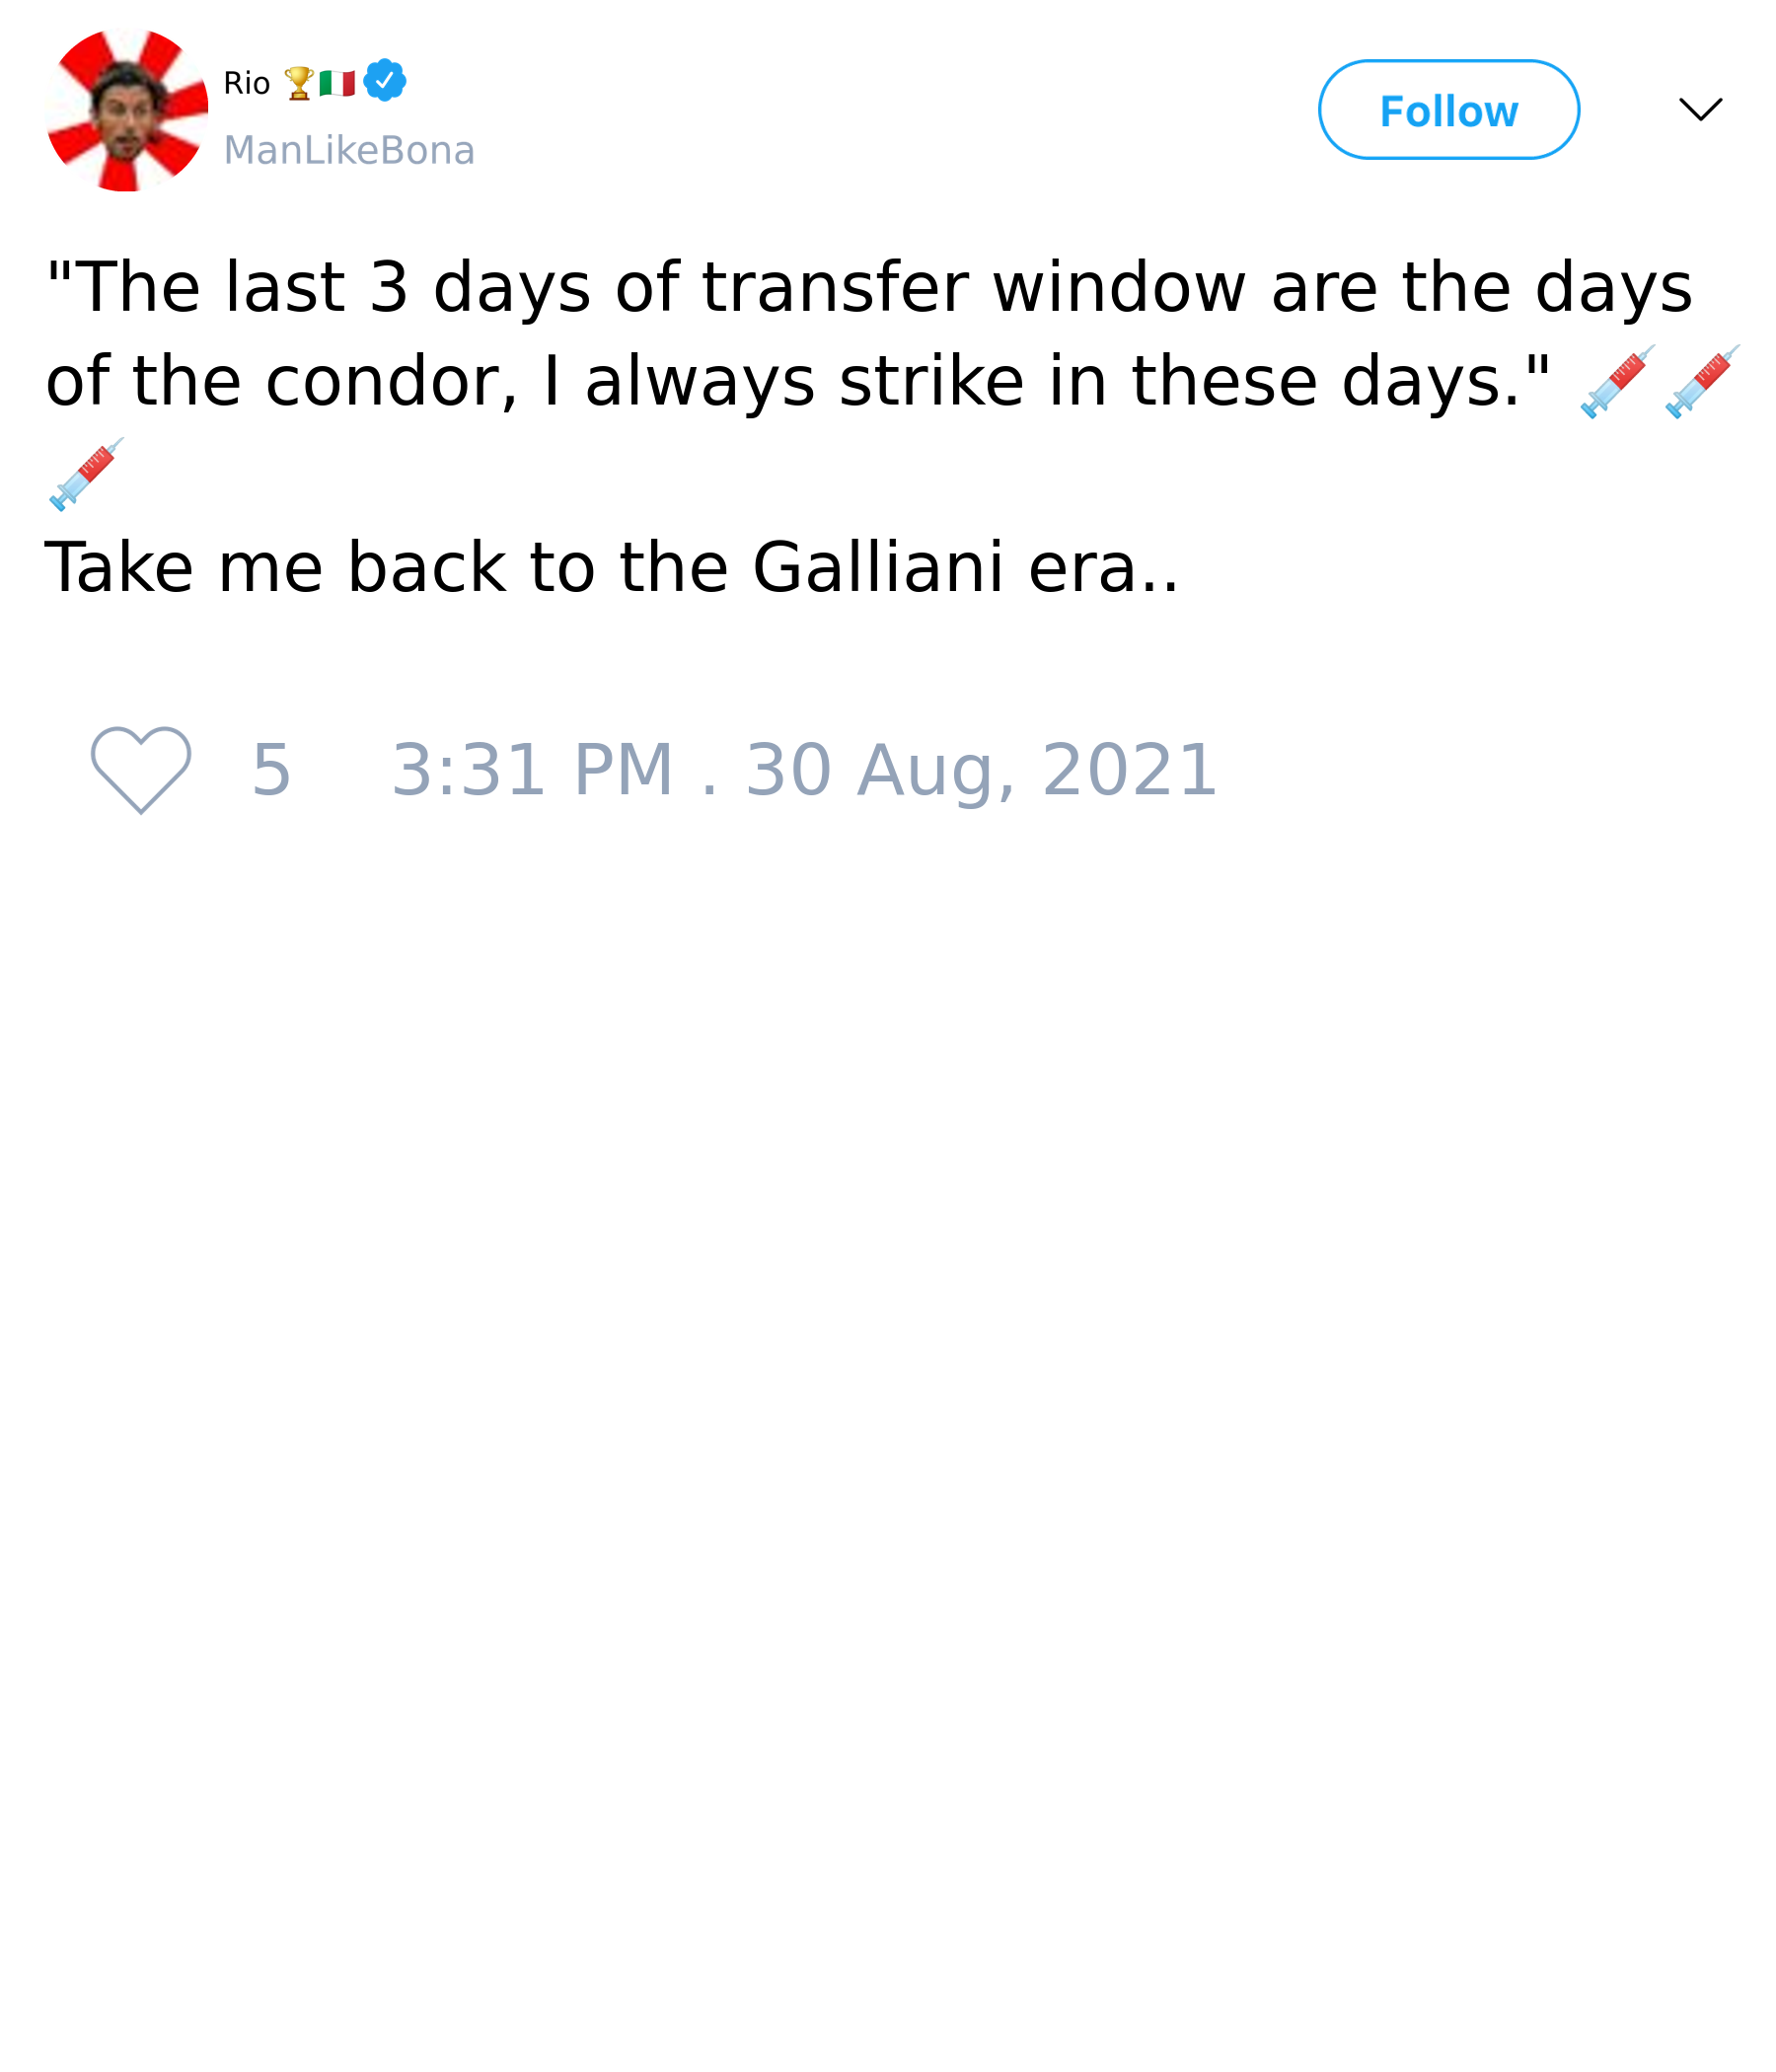 Rio 🏆🇮🇹
ManLikeBona
Follow
"The last 3 days of transfer window are the days
of the condor, I always strike in these days." 💉💉
💉
Take me back to the Galliani era..
5 3:31 PM . 30 Aug, 2021